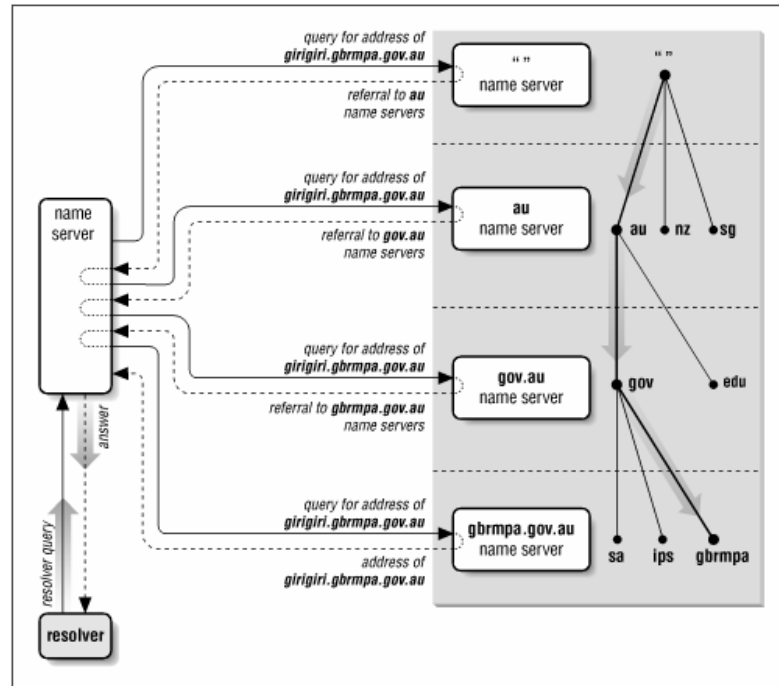 query for address of
girigiri.gbrmpa.gov.au
referral to au
name servers
“ ”
name server
“ ”
query for address of
girigiri.gbrmpa.gov.au
referral to gov.au
name servers
au
name server
au
nz
sg
name
server
query for address of
girigiri.gbrmpa.gov.au
referral to gbrmpa.gov.au
name servers
gov.au
name server
gov
edu
query for address of
girigiri.gbrmpa.gov.au
address of
girigiri.gbrmpa.gov.au
gbrmpa.gov.au
name server
sa
ips
gbrmpa
resolver query
answer
resolver